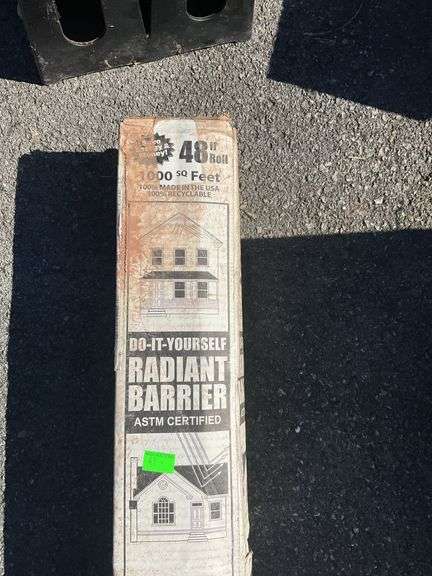 48" Roll
1000 SQ Feet
100% MADE IN THE USA
100% RECYCLABLE
DO-IT-YOURSELF
RADIANT
BARRIER
ASTM CERTIFIED